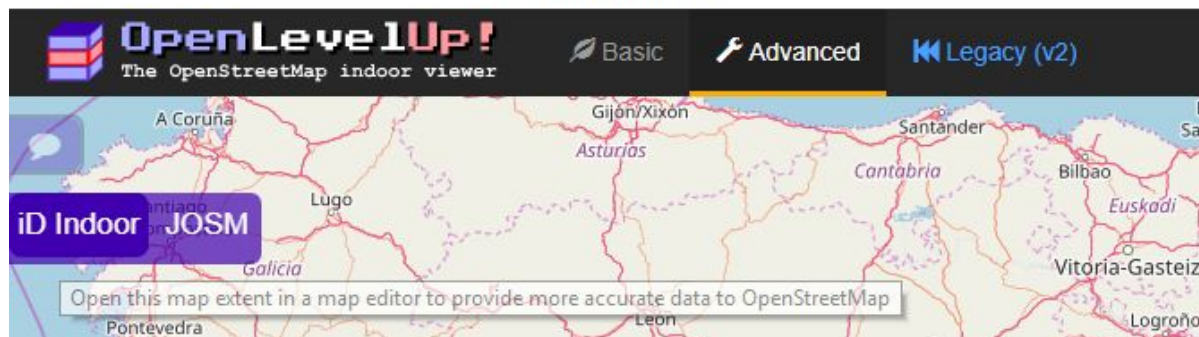 OpenLevelUp!
The OpenStreetMap indoor viewer
Basic
Advanced
Legacy (v2)
A Coruña
Gijón/Xixón
Santander
Asturias
Cantabria
Bilbao
Lugo
Euskadi
iD Indoor
JOSM
Galicia
Vitoria-Gasteiz
Open this map extent in a map editor to provide more accurate data to OpenStreetMap
Pontevedra
León
Logroño